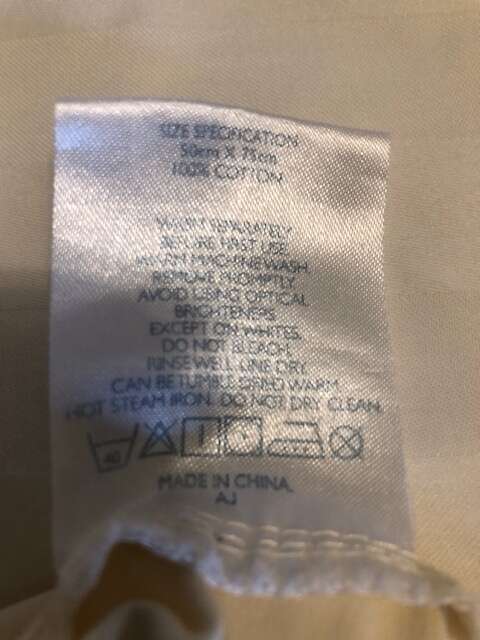 SIZE SPECIFICATION
50cm X 75cm
100% COTTON
WASH SEPARATELY
BEFORE FIRST USE.
WARM MACHINE WASH.
REMOVE PROMPTLY.
AVOID USING OPTICAL
BRIGHTENERS
EXCEPT ON WHITES.
DO NOT BLEACH.
RINSE WELL. LINE DRY.
CAN BE TUMBLE DRIED WARM.
HOT STEAM IRON. DO NOT DRY CLEAN.
40
MADE IN CHINA.
AJ